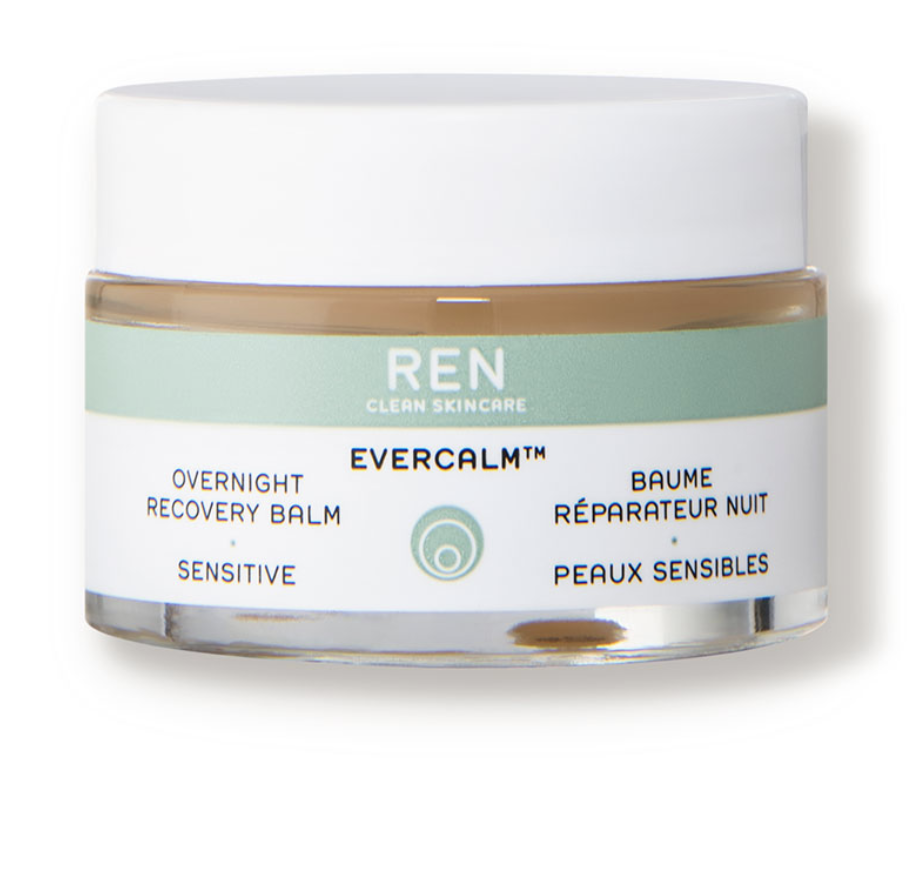 REN
CLEAN SKINCARE
EVERCALM™
OVERNIGHT
RECOVERY BALM
SENSITIVE
BAUME
RÉPARATEUR NUIT
PEAUX SENSIBLES